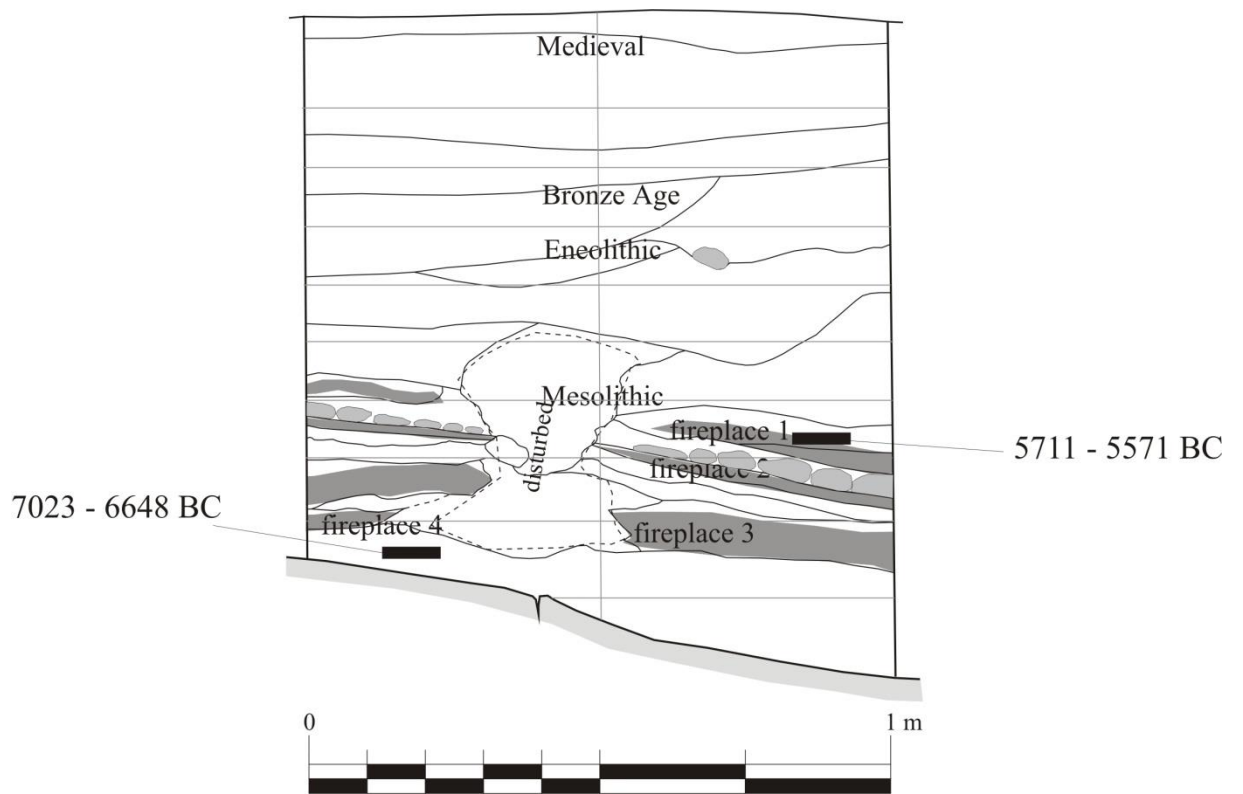 Medieval
Bronze Age
Eneolithic
Mesolithic
disturbed
fireplace 1
5711 - 5571 BC
fireplace 2
7023 - 6648 BC
fireplace 4
fireplace 3
0
1 m